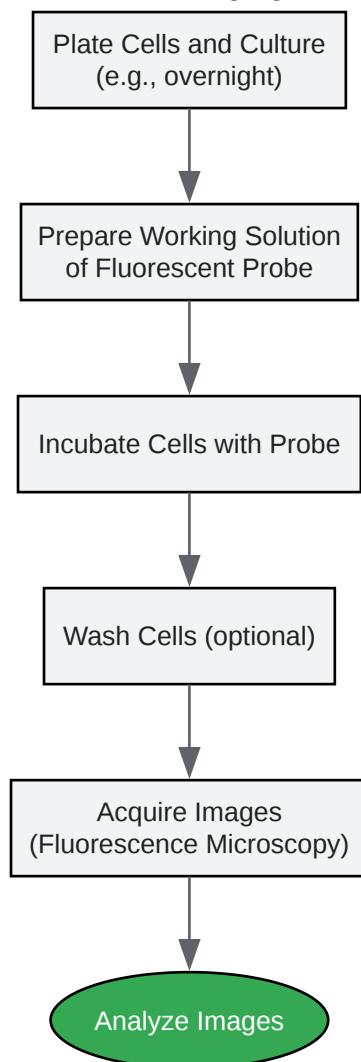 Plate Cells and Culture
(e.g., overnight)
Prepare Working Solution
of Fluorescent Probe
Incubate Cells with Probe
Wash Cells (optional)
Acquire Images
(Fluorescence Microscopy)
Analyze Images